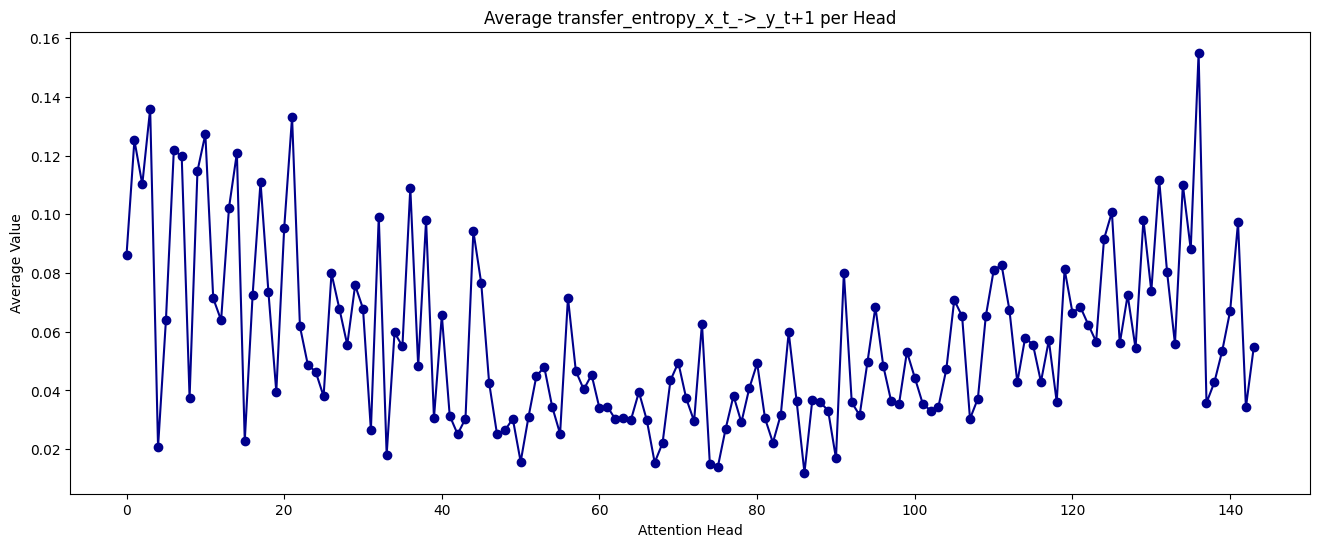 Average transfer_entropy_x_t_->_y_t+1 per Head
Average Value
0.16
0.14
0.12
0.10
0.08
0.06
0.04
0.02
0 20 40 60 80 100 120 140
Attention Head